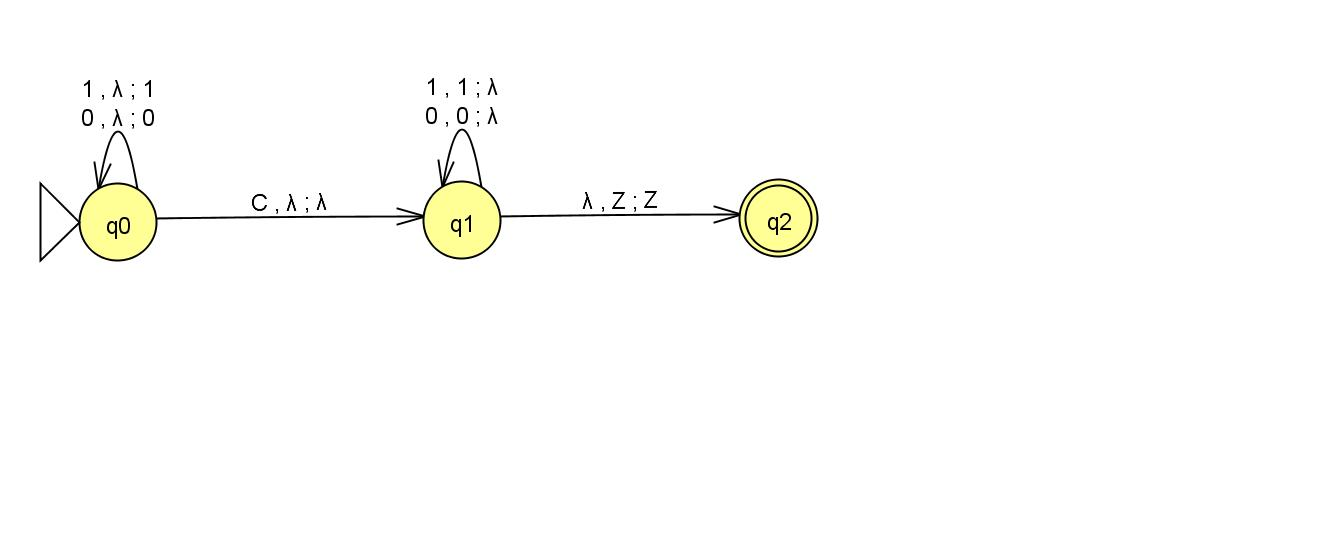 1 , λ ; 1
0 , λ ; 0
1 , 1 ; λ
0 , 0 ; λ
C , λ ; λ
λ , Z ; Z
q0
q1
q2